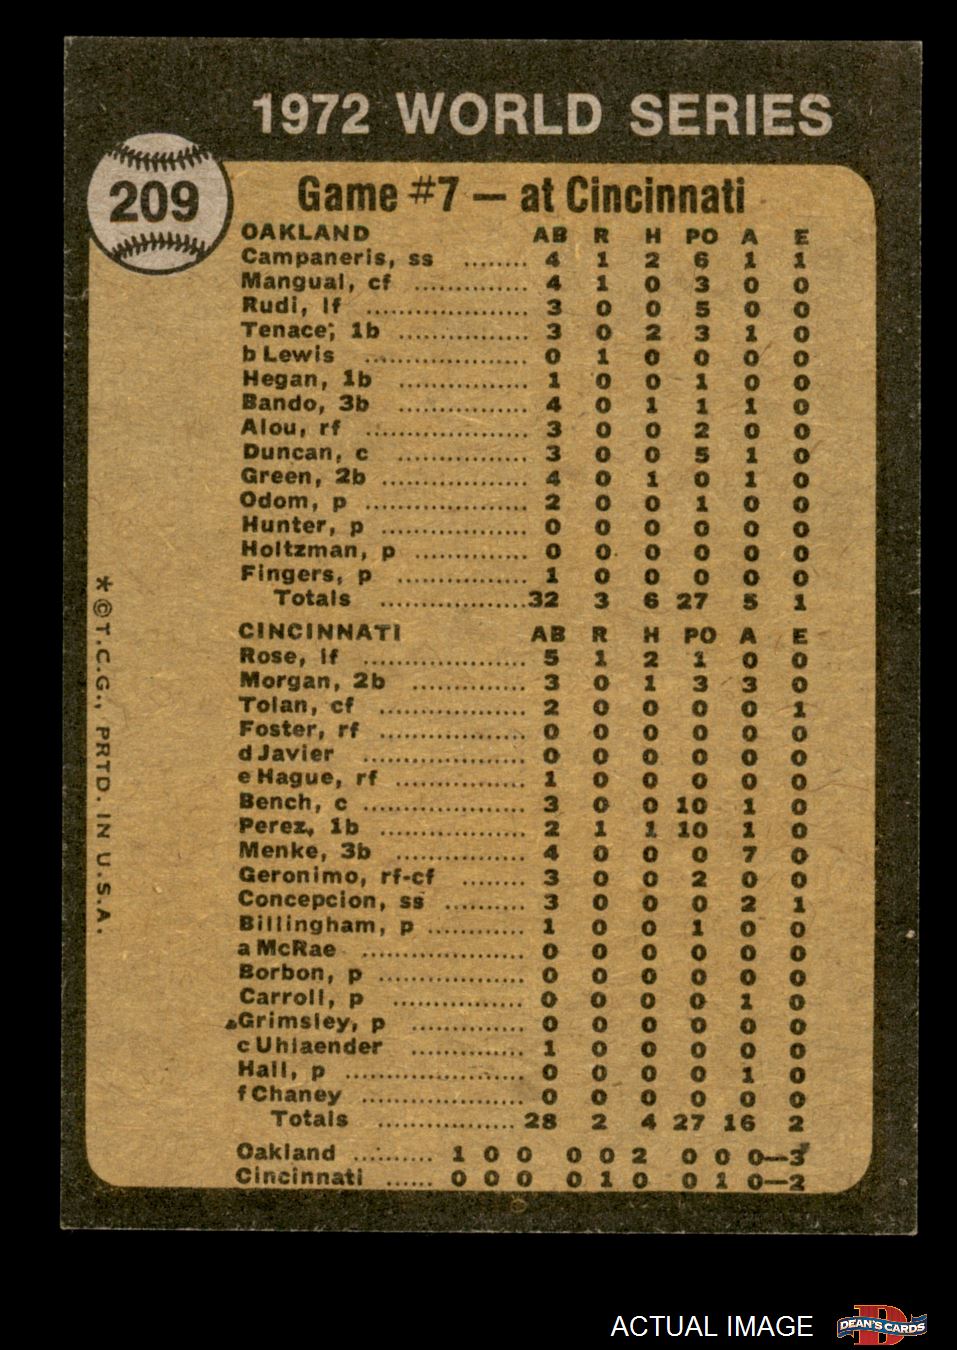 1972 WORLD SERIES
209
Game #7 — at Cincinnati
OAKLAND AB R H PO A E
Campaneris, ss ........ 4 1 2 6 1 1
Mangual, cf .............. 4 1 0 3 0 0
Rudi, lf .................... 3 0 0 5 0 0
Tenace, 1b ................ 3 0 2 3 1 0
b Lewis .................... 0 1 0 0 0 0
Hegan, 1b ................ 1 0 0 1 0 0
Bando, 3b ................ 4 0 1 1 1 0
Alou, rf .................... 3 0 0 2 0 0
Duncan, c ................ 3 0 0 5 1 0
Green, 2b .................. 4 0 1 0 1 0
Odom, p .................... 2 0 0 1 0 0
Hunter, p .................. 0 0 0 0 0 0
Holtzman, p .............. 0 0 0 0 0 0
Fingers, p ................ 1 0 0 0 0 0
Totals ..................32 3 6 27 5 1
CINCINNATI AB R H PO A E
Rose, lf .................... 5 1 2 1 0 0
Morgan, 2b .............. 3 0 1 3 3 0
Tolan, cf .................. 2 0 0 0 0 1
Foster, rf .................. 0 0 0 0 0 0
d Javier .................... 0 0 0 0 0 0
e Hague, rf ................ 1 0 0 0 0 0
Bench, c .................... 3 0 0 10 1 0
Perez, 1b .................. 2 1 1 10 1 0
Menke, 3b ................ 4 0 0 0 7 0
Geronimo, rf-cf ........ 3 0 0 2 0 0
Concepcion, ss .......... 3 0 0 0 2 1
Billingham, p ............ 1 0 0 1 0 0
a McRae .................... 0 0 0 0 0 0
Borbon, p .................. 0 0 0 0 0 0
Carroll, p ................ 0 0 0 0 1 0
Grimsley, p .............. 0 0 0 0 0 0
c Uhlaender .............. 1 0 0 0 0 0
Hall, p ...................... 0 0 0 0 1 0
f Chaney .................... 0 0 0 0 0 0
Totals .................. 28 2 4 27 16 2
Oakland .......... 1 0 0 0 0 2 0 0 0—3
Cincinnati ...... 0 0 0 0 1 0 0 1 0—2
* © T.C.G., PRTD. IN U.S.A.
ACTUAL IMAGE
D
DEAN'S CARDS